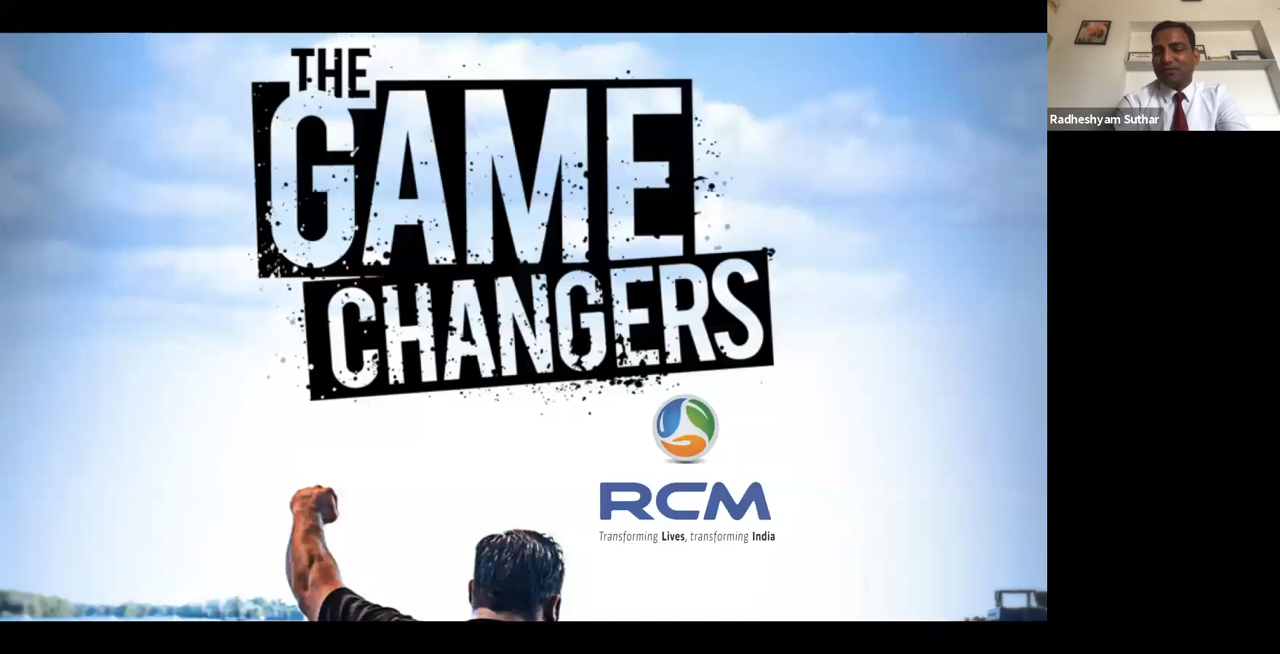 THE
GAME
CHANGERS
RCM
Transforming Lives, transforming India
Radheshyam Suthar